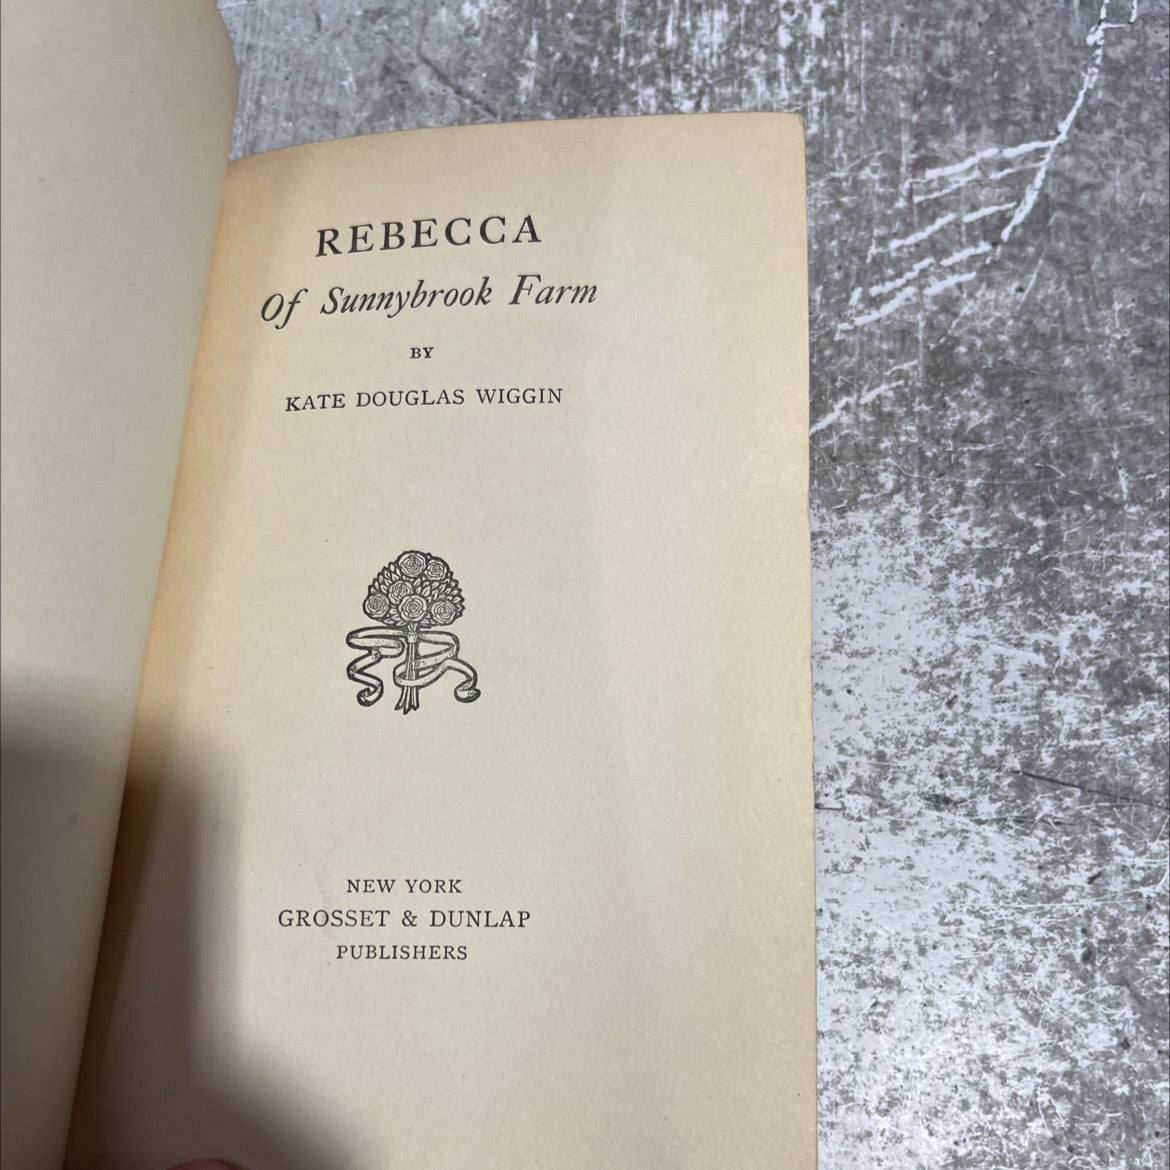 REBECCA
Of Sunnybrook Farm
BY
KATE DOUGLAS WIGGIN
NEW YORK
GROSSET & DUNLAP
PUBLISHERS